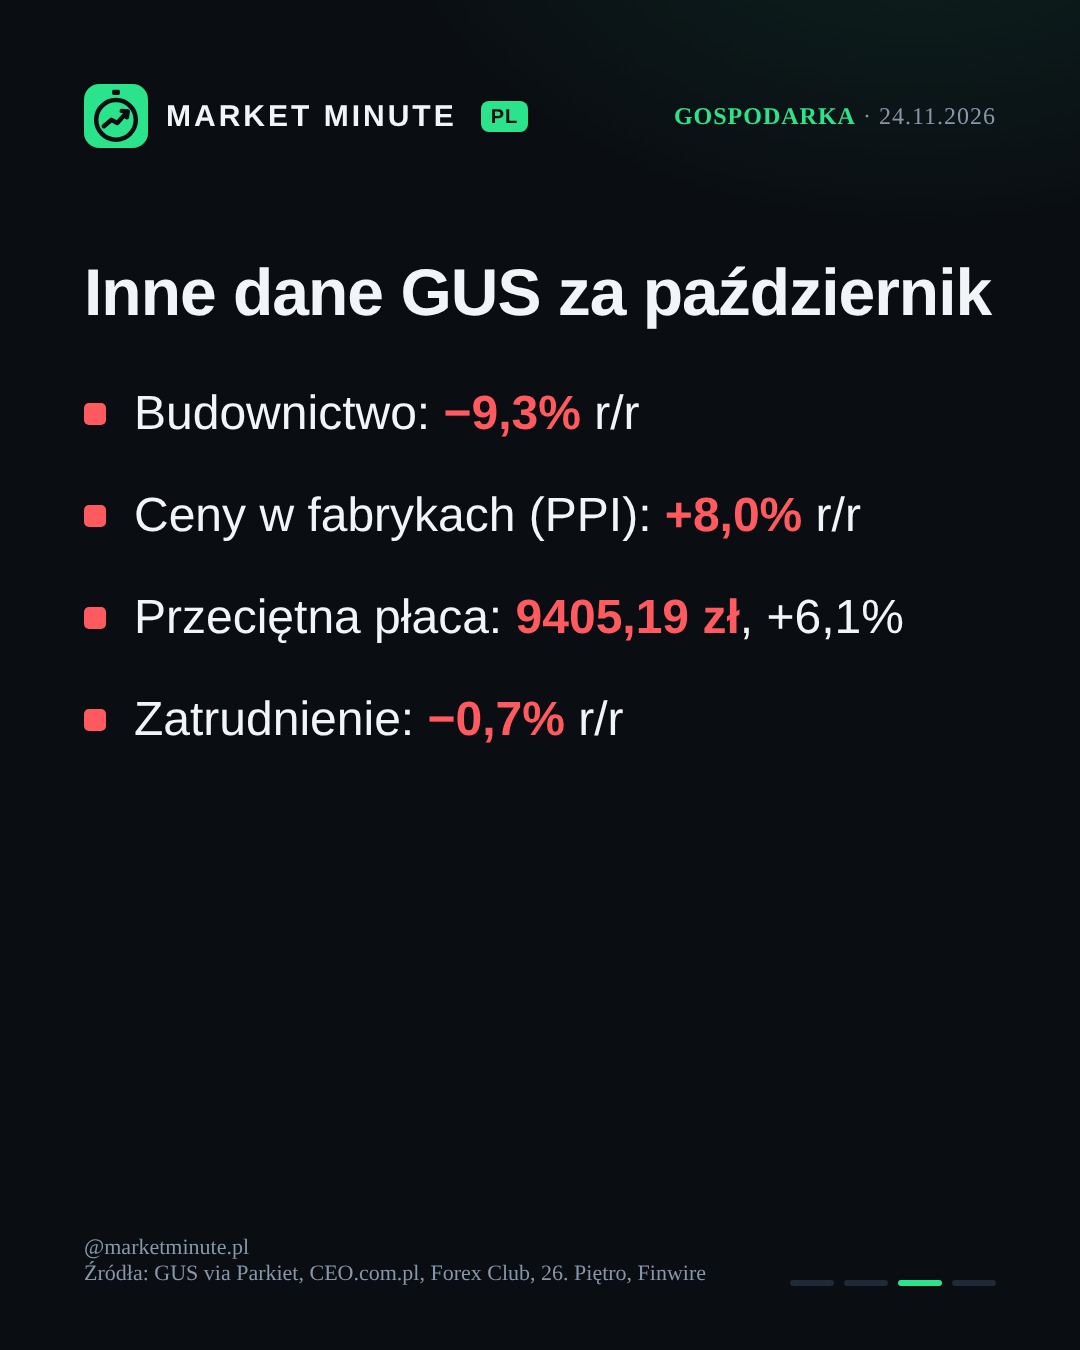 MARKET MINUTE PL
GOSPODARKA · 24.11.2026
Inne dane GUS za październik
Budownictwo: −9,3% r/r
Ceny w fabrykach (PPI): +8,0% r/r
Przeciętna płaca: 9405,19 zł, +6,1%
Zatrudnienie: −0,7% r/r
@marketminute.pl
Źródła: GUS via Parkiet, CEO.com.pl, Forex Club, 26. Piętro, Finwire